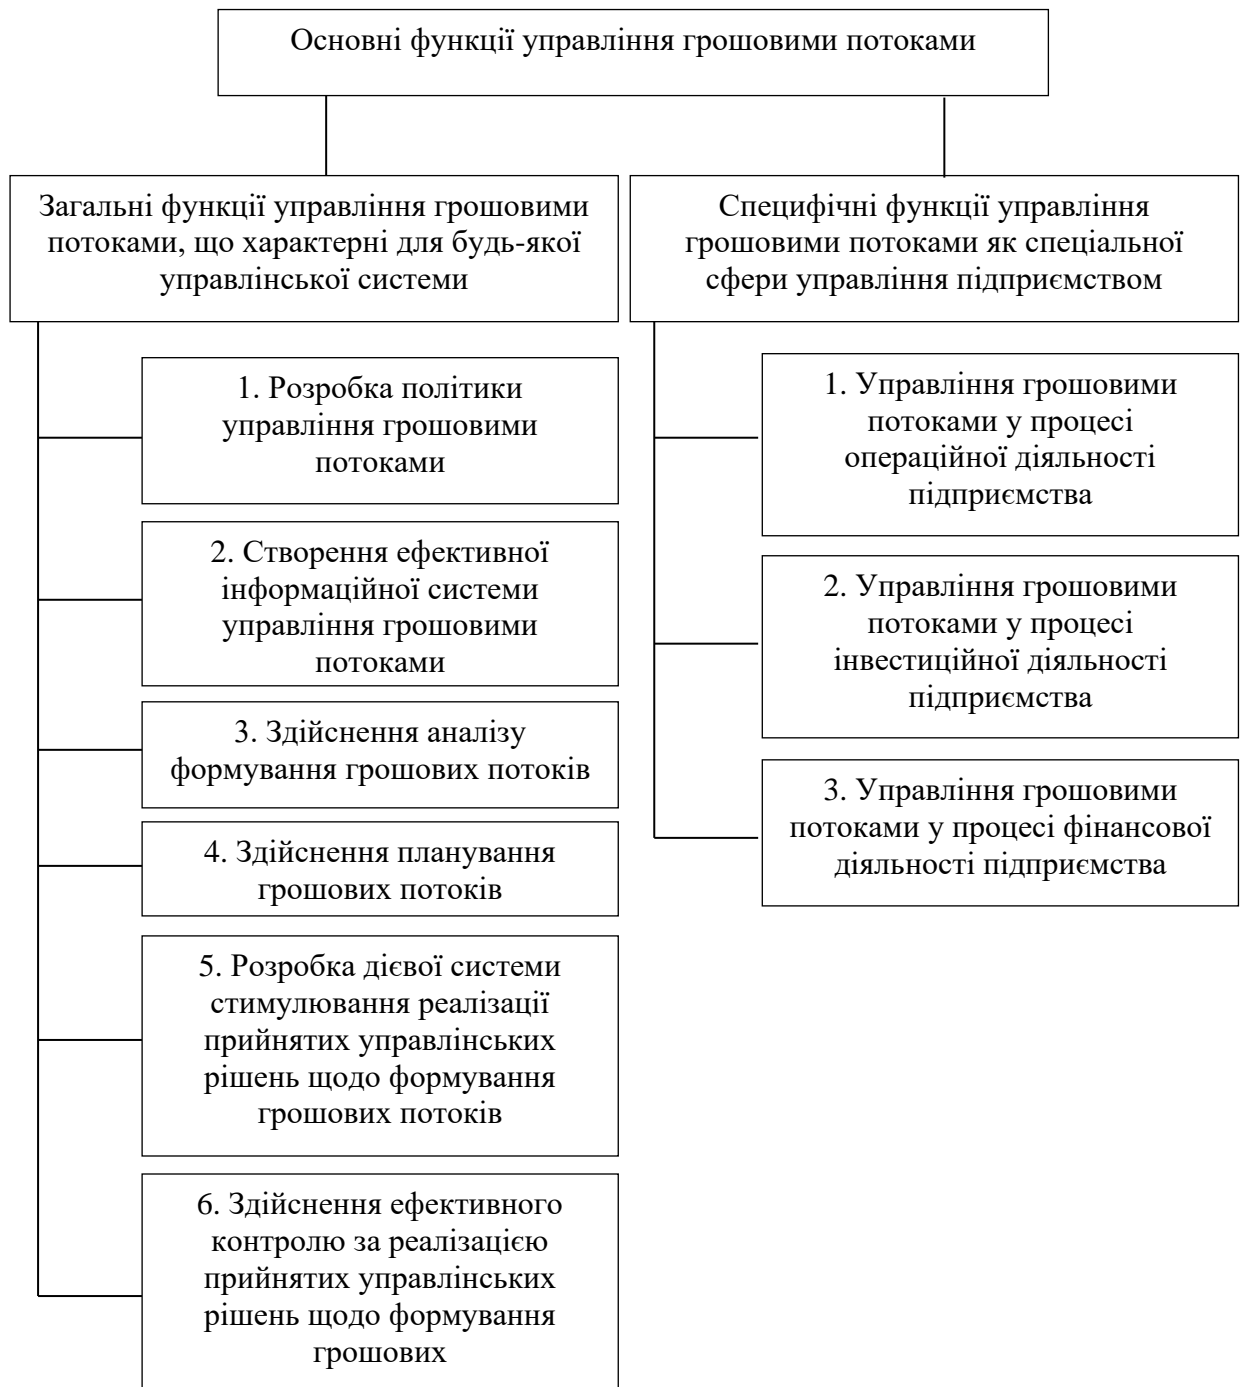 Основні функції управління грошовими потоками
Загальні функції управління грошовими
потоками, що характерні для будь-якої
управлінської системи
Специфічні функції управління
грошовими потоками як спеціальної
сфери управління підприємством
1. Розробка політики
управління грошовими
потоками
2. Створення ефективної
інформаційної системи
управління грошовими
потоками
3. Здійснення аналізу
формування грошових потоків
4. Здійснення планування
грошових потоків
5. Розробка дієвої системи
стимулювання реалізації
прийнятих управлінських
рішень щодо формування
грошових потоків
6. Здійснення ефективного
контролю за реалізацією
прийнятих управлінських
рішень щодо формування
грошових
1. Управління грошовими
потоками у процесі
операційної діяльності
підприємства
2. Управління грошовими
потоками у процесі
інвестиційної діяльності
підприємства
3. Управління грошовими
потоками у процесі фінансової
діяльності підприємства